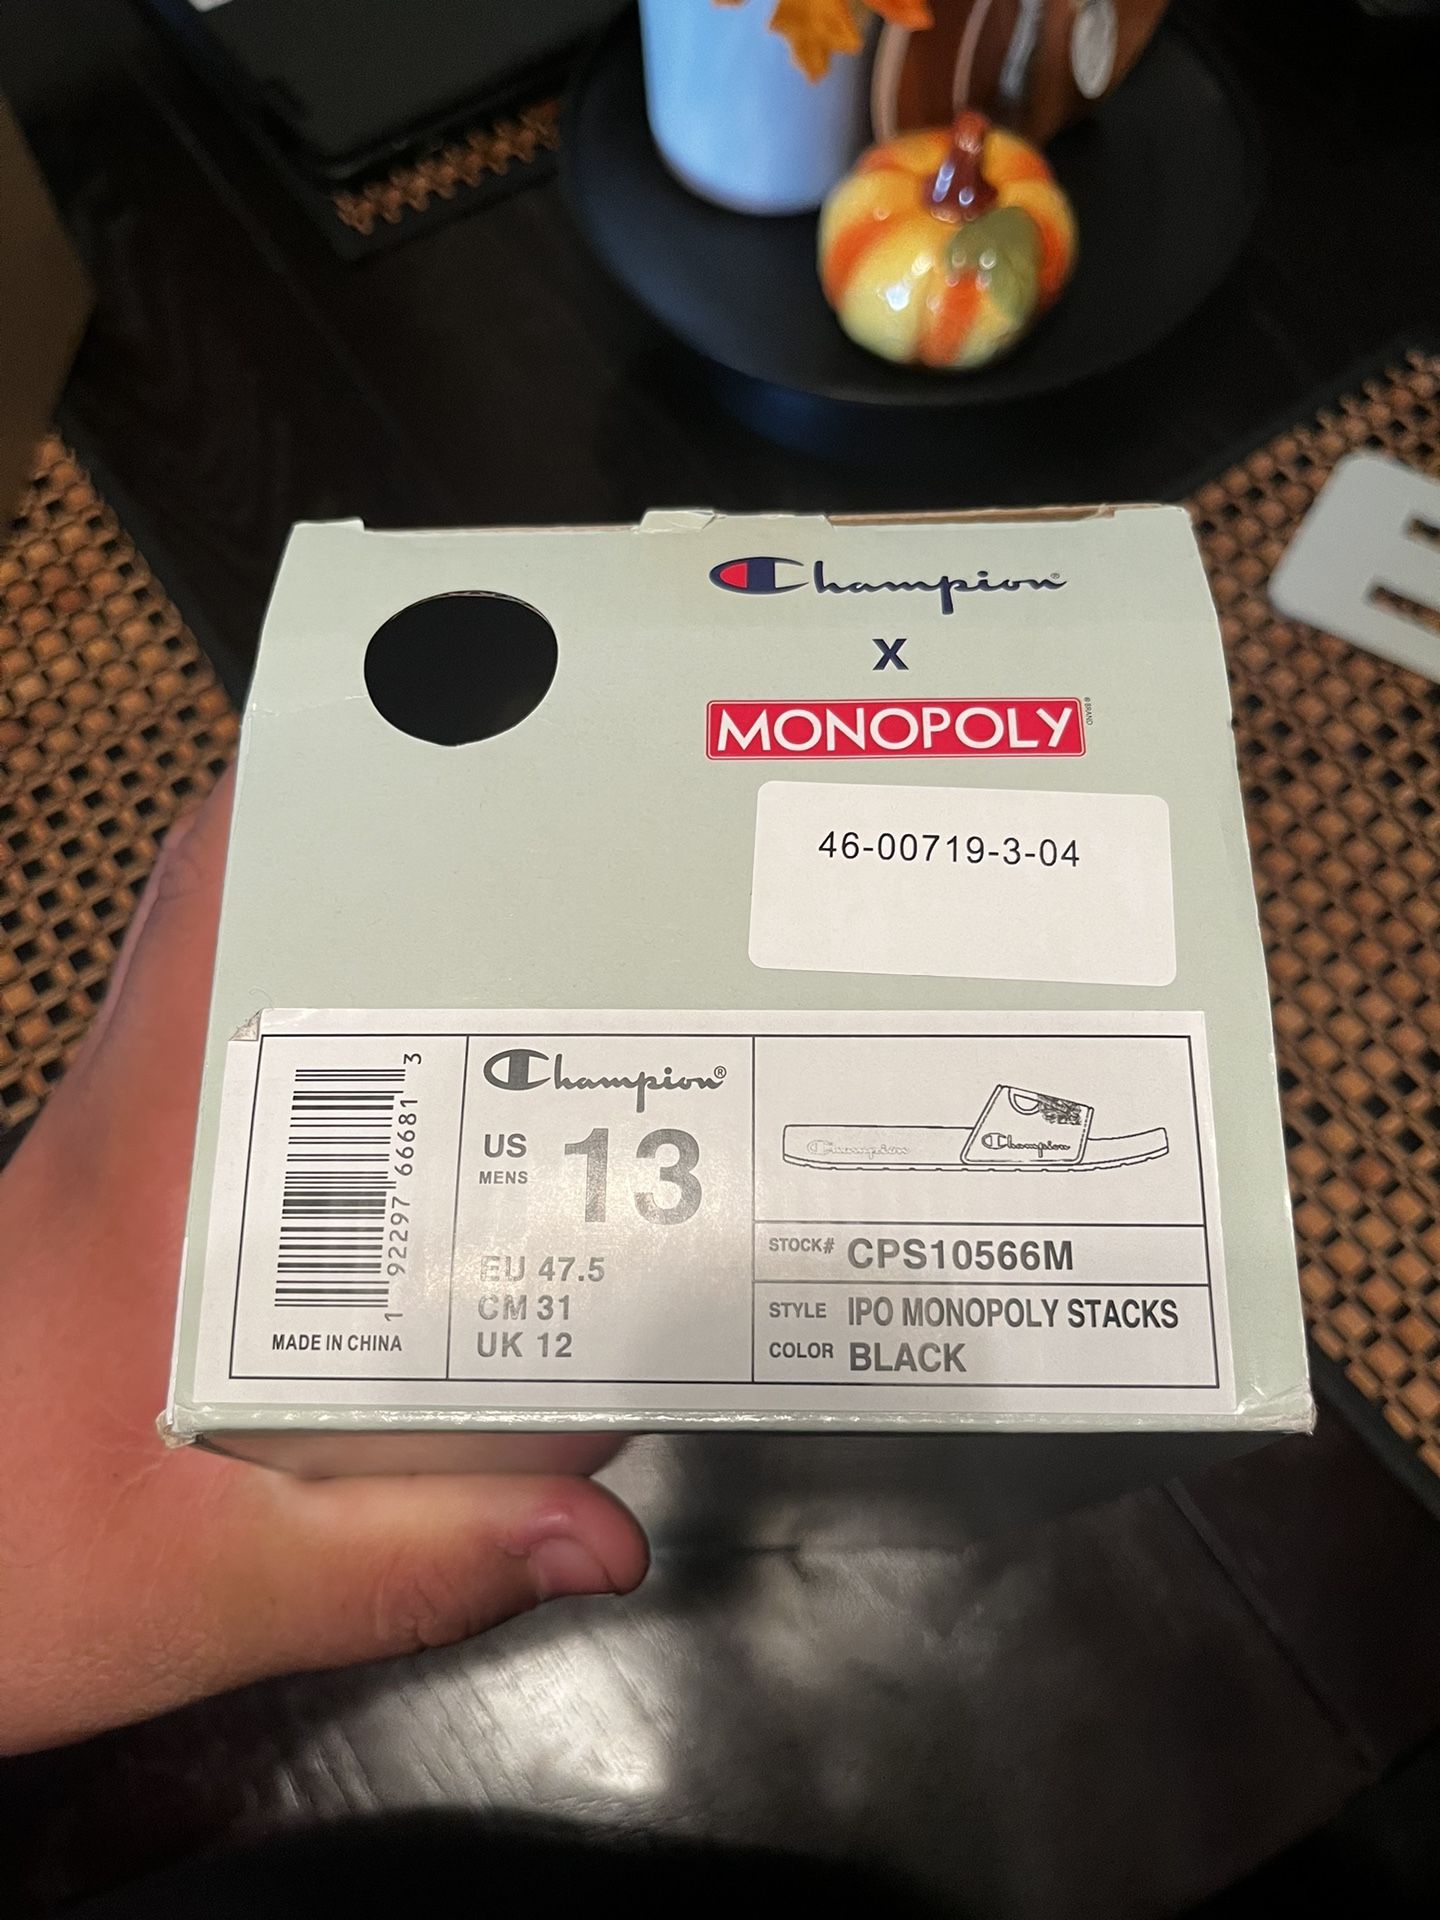 Champion®
X
MONOPOLY ® BRAND
46-00719-3-04
1 92297 66681 3
MADE IN CHINA
Champion®
US
MENS
13
EU 47.5
CM 31
UK 12
Champion
Champion
STOCK# CPS10566M
STYLE IPO MONOPOLY STACKS
COLOR BLACK